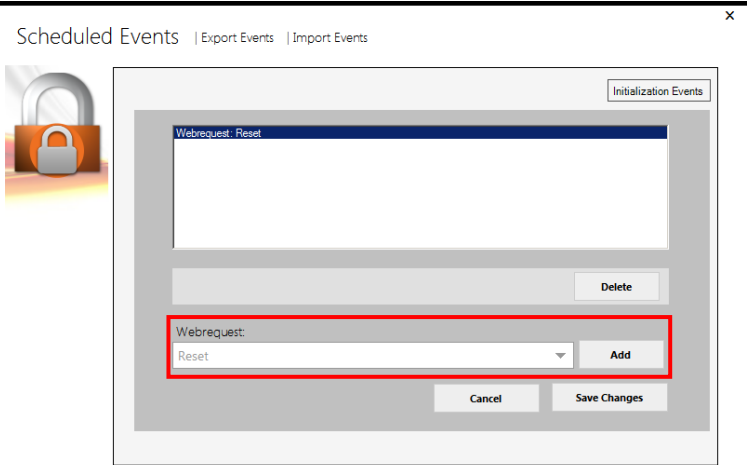 x
Scheduled Events | Export Events | Import Events
Initialization Events
Webrequest: Reset
Delete
Webrequest:
Reset
Add
Cancel
Save Changes